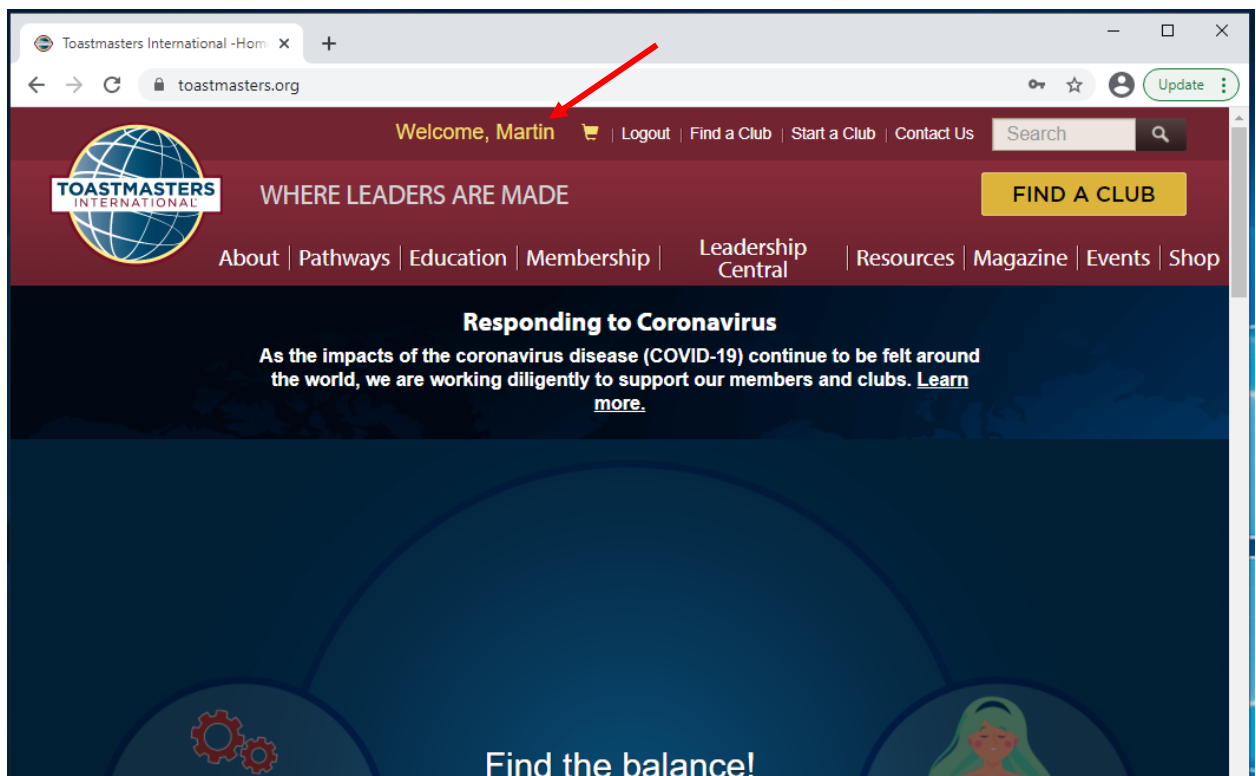 Toastmasters International -Hom
toastmasters.org
Update
Welcome, Martin | Logout | Find a Club | Start a Club | Contact Us Search
TOASTMASTERS
INTERNATIONAL
WHERE LEADERS ARE MADE
FIND A CLUB
About | Pathways | Education | Membership | Leadership Central | Resources | Magazine | Events | Shop
Responding to Coronavirus
As the impacts of the coronavirus disease (COVID-19) continue to be felt around
the world, we are working diligently to support our members and clubs. Learn
more.
Find the balance!